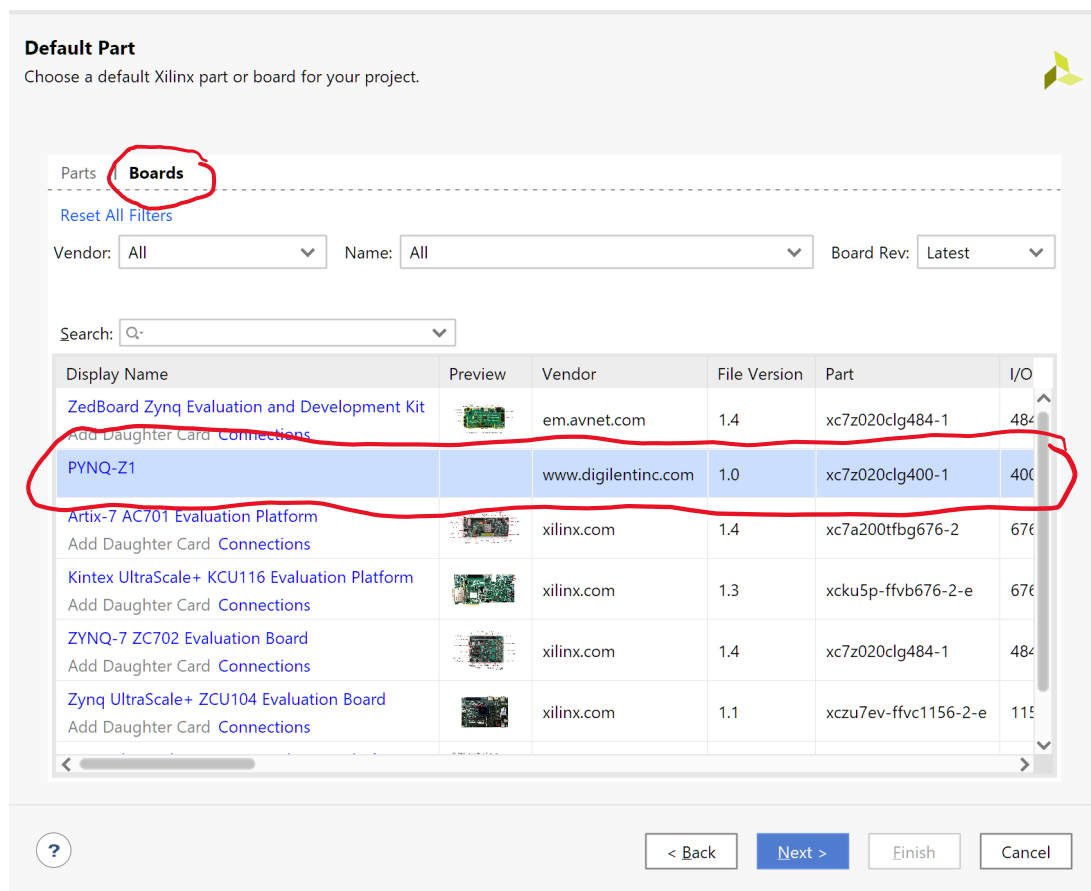 Default Part
Choose a default Xilinx part or board for your project.
Parts | Boards
Reset All Filters
Vendor: All Name: All Board Rev: Latest
Search:
Display Name Preview Vendor File Version Part I/O
ZedBoard Zynq Evaluation and Development Kit
Add Daughter Card Connections
em.avnet.com 1.4 xc7z020clg484-1 484
PYNQ-Z1
www.digilentinc.com 1.0 xc7z020clg400-1 400
Artix-7 AC701 Evaluation Platform
Add Daughter Card Connections
xilinx.com 1.4 xc7a200tfbg676-2 676
Kintex UltraScale+ KCU116 Evaluation Platform
Add Daughter Card Connections
xilinx.com 1.3 xcku5p-ffvb676-2-e 676
ZYNQ-7 ZC702 Evaluation Board
Add Daughter Card Connections
xilinx.com 1.4 xc7z020clg484-1 484
Zynq UltraScale+ ZCU104 Evaluation Board
Add Daughter Card Connections
xilinx.com 1.1 xczu7ev-ffvc1156-2-e 115
? < Back Next > Finish Cancel